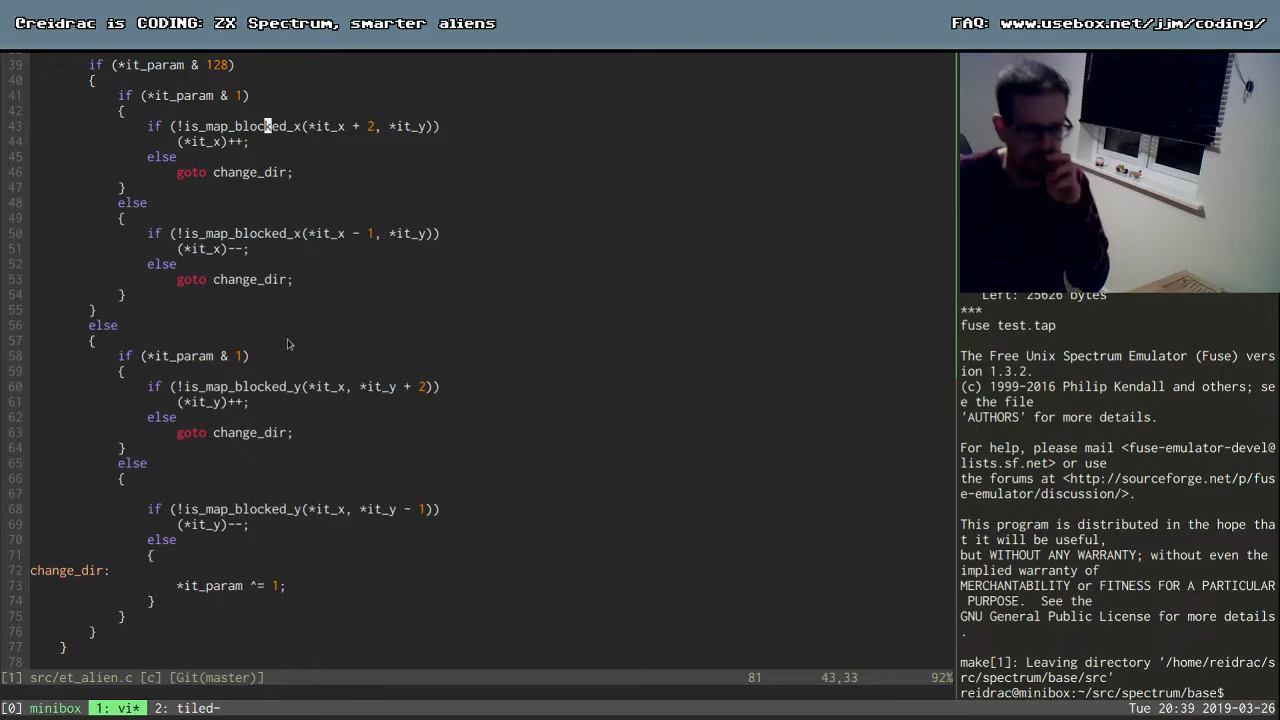 Creidrac is CODING: ZX Spectrum, smarter aliens
FAQ: www.usebox.net/jjm/coding/
39 if (*it_param & 128)
40 {
41 if (*it_param & 1)
42 {
43 if (!is_map_blocked_x(*it_x + 2, *it_y))
44 (*it_x)++;
45 else
46 goto change_dir;
47 }
48 else
49 {
50 if (!is_map_blocked_x(*it_x - 1, *it_y))
51 (*it_x)--;
52 else
53 goto change_dir;
54 }
55 }
56 else
57 {
58 if (*it_param & 1)
59 {
60 if (!is_map_blocked_y(*it_x, *it_y + 2))
61 (*it_y)++;
62 else
63 goto change_dir;
64 }
65 else
66 {
67
68 if (!is_map_blocked_y(*it_x, *it_y - 1))
69 (*it_y)--;
70 else
71 {
72 change_dir:
73 *it_param ^= 1;
74 }
75 }
76 }
77 }
78
[1] src/et_alien.c [c] [Git(master)] 81 43,33 92%
Left: 25626 bytes
***
fuse test.tap
The Free Unix Spectrum Emulator (Fuse) vers
ion 1.3.2.
(c) 1999-2016 Philip Kendall and others; se
e the file
'AUTHORS' for more details.
For help, please mail <fuse-emulator-devel@
lists.sf.net> or use
the forums at <http://sourceforge.net/p/fus
e-emulator/discussion/>.
This program is distributed in the hope tha
t it will be useful,
but WITHOUT ANY WARRANTY; without even the
implied warranty of
MERCHANTABILITY or FITNESS FOR A PARTICULAR
PURPOSE. See the
GNU General Public License for more details
.
make[1]: Leaving directory '/home/reidrac/s
rc/spectrum/base/src'
reidrac@minibox:~/src/spectrum/base$
[0] minibox 1: vi* 2: tiled- Tue 20:39 2019-03-26